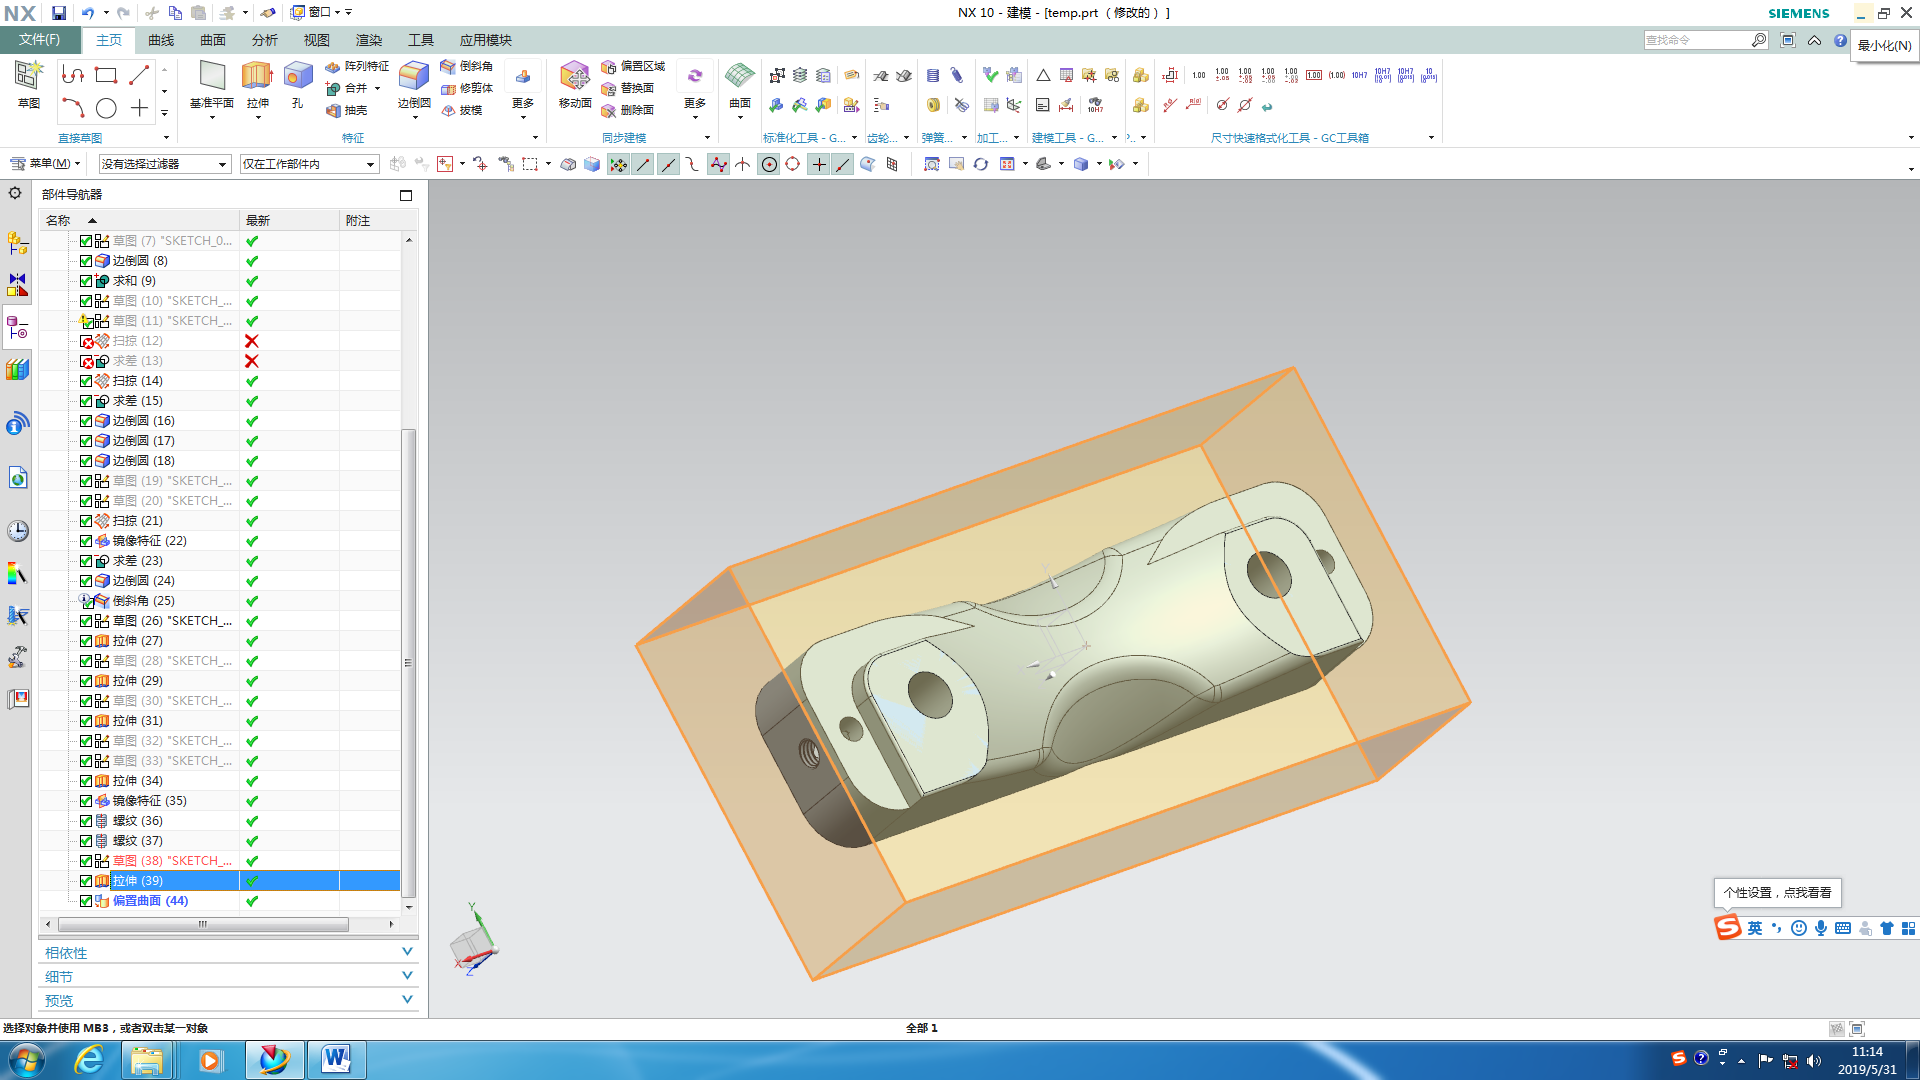 NX
窗口
NX 10 - 建模 - [temp.prt （修改的） ]
SIEMENS
文件(F)
主页
曲线
曲面
分析
视图
渲染
工具
应用模块
查找命令
最小化(N)
草图
基准平面
拉伸
孔
阵列特征
合并
抽壳
边倒圆
倒斜角
修剪体
拔模
更多
移动面
偏置区域
替换面
删除面
更多
曲面
直接草图
特征
同步建模
标准化工具 - G...
齿轮...
弹簧...
加工...
建模工具 - G...
尺寸快速格式化工具 - GC工具箱
菜单(M)
没有选择过滤器
仅在工作部件内
部件导航器
名称
最新
附注
草图 (7) "SKETCH_0...
边倒圆 (8)
求和 (9)
草图 (10) "SKETCH_...
草图 (11) "SKETCH_...
扫掠 (12)
求差 (13)
扫掠 (14)
求差 (15)
边倒圆 (16)
边倒圆 (17)
边倒圆 (18)
草图 (19) "SKETCH_...
草图 (20) "SKETCH_...
扫掠 (21)
镜像特征 (22)
求差 (23)
边倒圆 (24)
倒斜角 (25)
草图 (26) "SKETCH_...
拉伸 (27)
草图 (28) "SKETCH_...
拉伸 (29)
草图 (30) "SKETCH_...
拉伸 (31)
草图 (32) "SKETCH_...
草图 (33) "SKETCH_...
拉伸 (34)
镜像特征 (35)
螺纹 (36)
螺纹 (37)
草图 (38) "SKETCH_...
拉伸 (39)
偏置曲面 (44)
相依性
细节
预览
Y
X
Z
个性设置，点我看看
英
选择对象并使用 MB3，或者双击某一对象
全部 1
11:14
2019/5/31